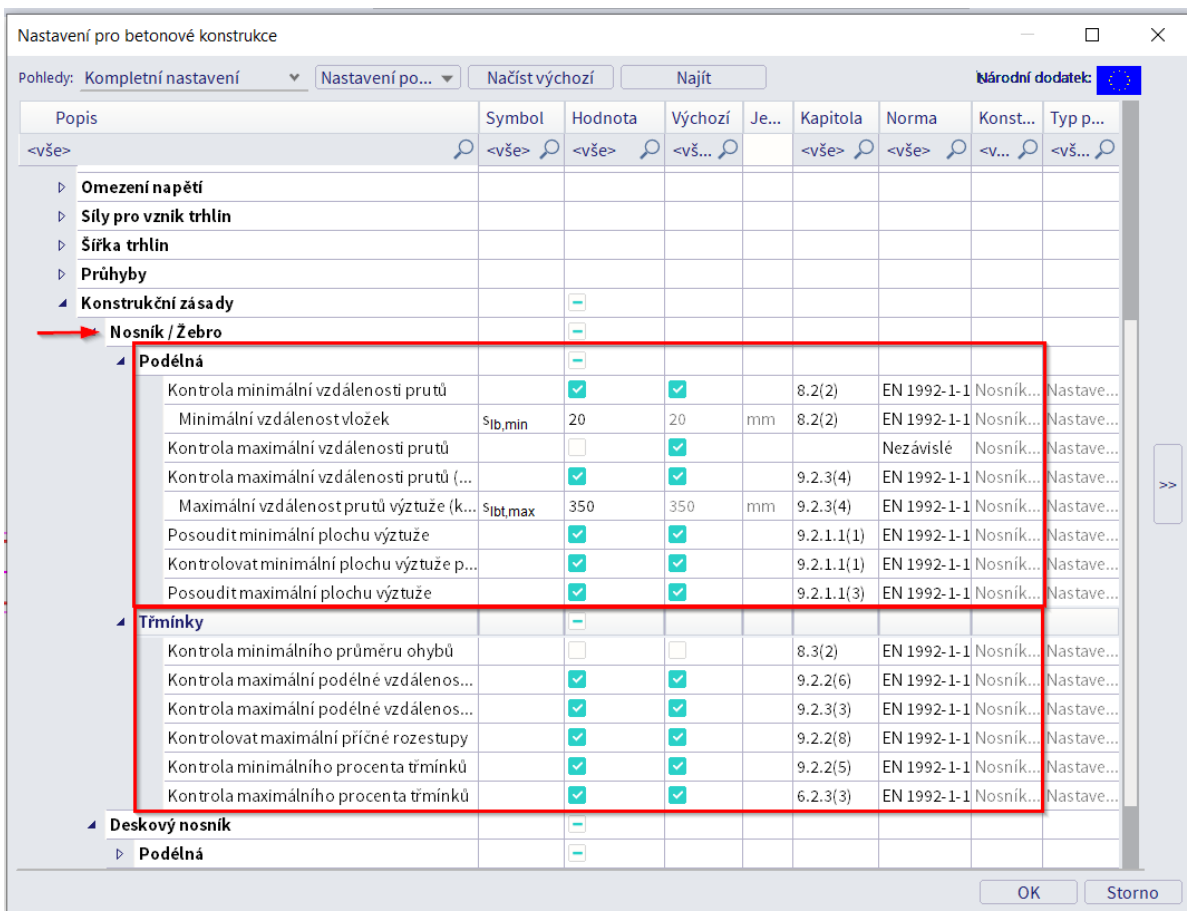 Nastavení pro betonové konstrukce
Pohledy: Kompletní nastavení Nastavení po... Načíst výchozí Najít Národní dodatek:
Popis Symbol Hodnota Výchozí Je... Kapitola Norma Konst... Typ p...
<vše> <vše> <vše> <vš... <vše> <vše> <v... <vš...
Omezení napětí
Síly pro vznik trhlin
Šířka trhlin
Průhyby
Konstrukční zásady
Nosník / Žebro
Podélná
Kontrola minimální vzdálenosti prutů 8.2(2) EN 1992-1-1 Nosník... Nastave...
Minimální vzdálenost vložek slb,min 20 20 mm 8.2(2) EN 1992-1-1 Nosník... Nastave...
Kontrola maximální vzdálenosti prutů Nezávislé Nosník... Nastave...
Kontrola maximální vzdálenosti prutů (... 9.2.3(4) EN 1992-1-1 Nosník... Nastave...
Maximální vzdálenost prutů výztuže (k... slbt,max 350 350 mm 9.2.3(4) EN 1992-1-1 Nosník... Nastave...
Posoudit minimální plochu výztuže 9.2.1.1(1) EN 1992-1-1 Nosník... Nastave...
Kontrolovat minimální plochu výztuže p... 9.2.1.1(1) EN 1992-1-1 Nosník... Nastave...
Posoudit maximální plochu výztuže 9.2.1.1(3) EN 1992-1-1 Nosník... Nastave...
Třmínky
Kontrola minimálního průměru ohybů 8.3(2) EN 1992-1-1 Nosník... Nastave...
Kontrola maximální podélné vzdálenos... 9.2.2(6) EN 1992-1-1 Nosník... Nastave...
Kontrola maximální podélné vzdálenos... 9.2.3(3) EN 1992-1-1 Nosník... Nastave...
Kontrolovat maximální příčné rozestupy 9.2.2(8) EN 1992-1-1 Nosník... Nastave...
Kontrola minimálního procenta třmínků 9.2.2(5) EN 1992-1-1 Nosník... Nastave...
Kontrola maximálního procenta třmínků 6.2.3(3) EN 1992-1-1 Nosník... Nastave...
Deskový nosník
Podélná
>>
OK Storno